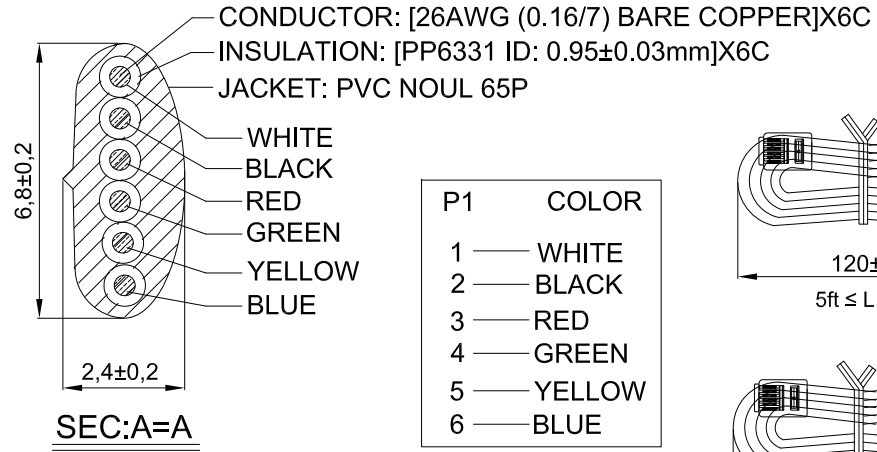 CONDUCTOR: [26AWG (0.16/7) BARE COPPER]X6C
INSULATION: [PP6331 ID: 0.95±0.03mm]X6C
JACKET: PVC NOUL 65P
WHITE
BLACK
RED
GREEN
YELLOW
BLUE
6,8±0,2
2,4±0,2
SEC:A=A
P1 COLOR
1 WHITE
2 BLACK
3 RED
4 GREEN
5 YELLOW
6 BLUE
120±
5ft ≤ L